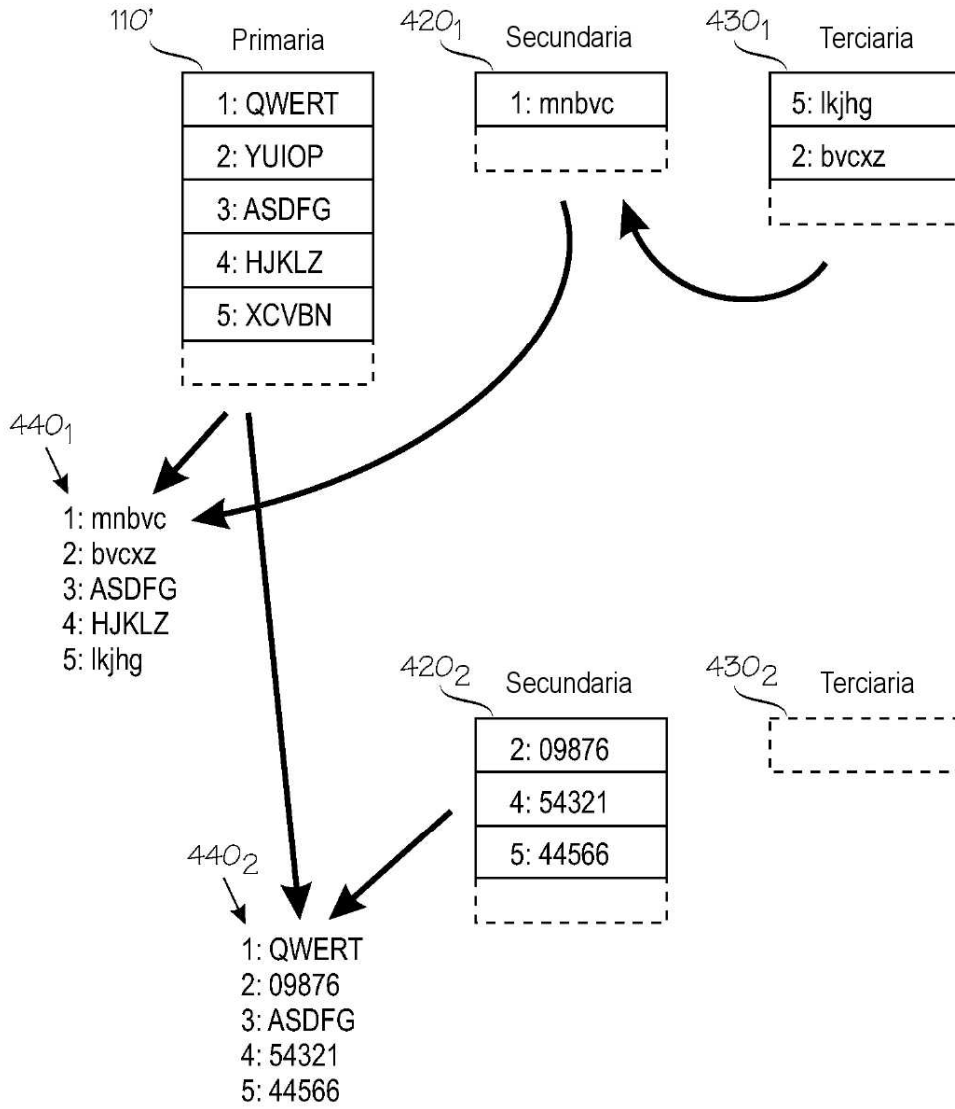 110'
Primaria
1: QWERT
2: YUIOP
3: ASDFG
4: HJKLZ
5: XCVBN
420₁
Secundaria
1: mnbvc
430₁
Terciaria
5: lkjhg
2: bvcxz
440₁
1: mnbvc
2: bvcxz
3: ASDFG
4: HJKLZ
5: lkjhg
420₂
Secundaria
2: 09876
4: 54321
5: 44566
430₂
Terciaria
440₂
1: QWERT
2: 09876
3: ASDFG
4: 54321
5: 44566